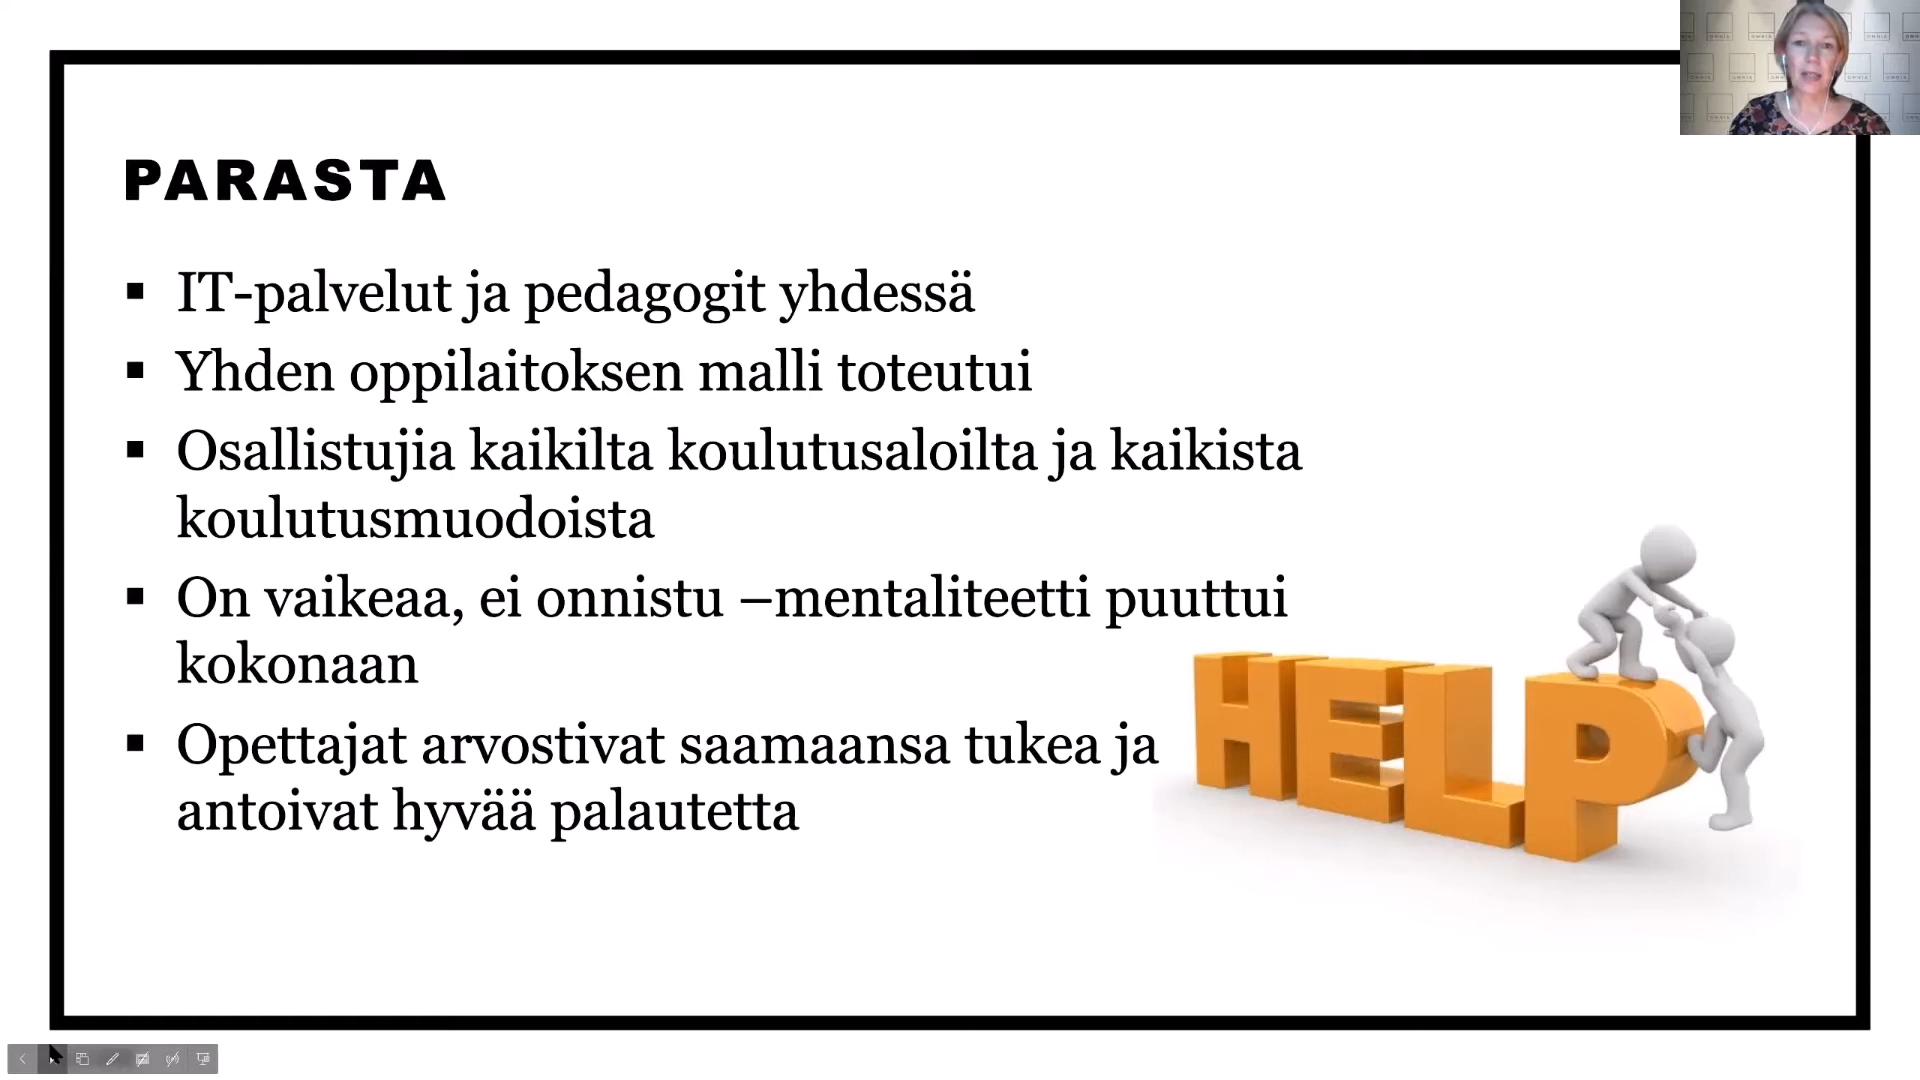 PARASTA
▪ IT-palvelut ja pedagogit yhdessä
▪ Yhden oppilaitoksen malli toteutui
▪ Osallistujia kaikilta koulutusaloilta ja kaikista
koulutusmuodoista
▪ On vaikeaa, ei onnistu –mentaliteetti puuttui
kokonaan
▪ Opettajat arvostivat saamaansa tukea ja
antoivat hyvää palautetta
HELP
OMNIA